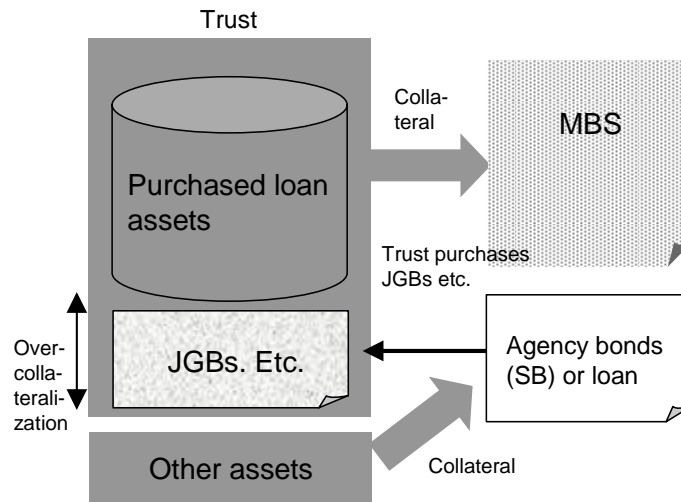 Trust
Colla-
teral
MBS
Purchased loan
assets
Trust purchases
JGBs etc.
Over-
colla-
terali-
zation
JGBs. Etc.
Agency bonds
(SB) or loan
Other assets
Collateral